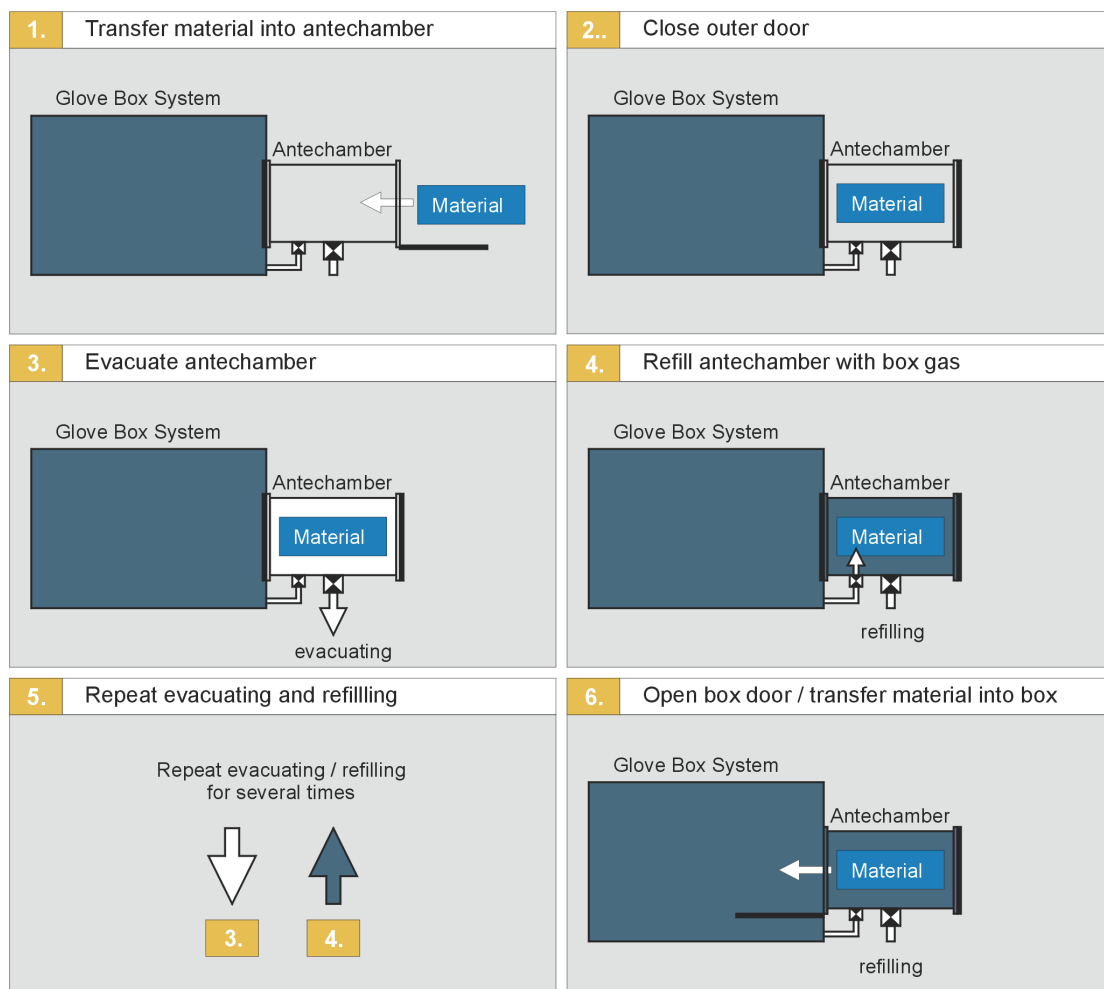 1. Transfer material into antechamber
Glove Box System
Antechamber
Material
2.. Close outer door
Glove Box System
Antechamber
Material
3. Evacuate antechamber
Glove Box System
Antechamber
Material
evacuating
4. Refill antechamber with box gas
Glove Box System
Antechamber
Material
refilling
5. Repeat evacuating and refillling
Repeat evacuating / refilling
for several times
3. 4.
6. Open box door / transfer material into box
Glove Box System
Antechamber
Material
refilling